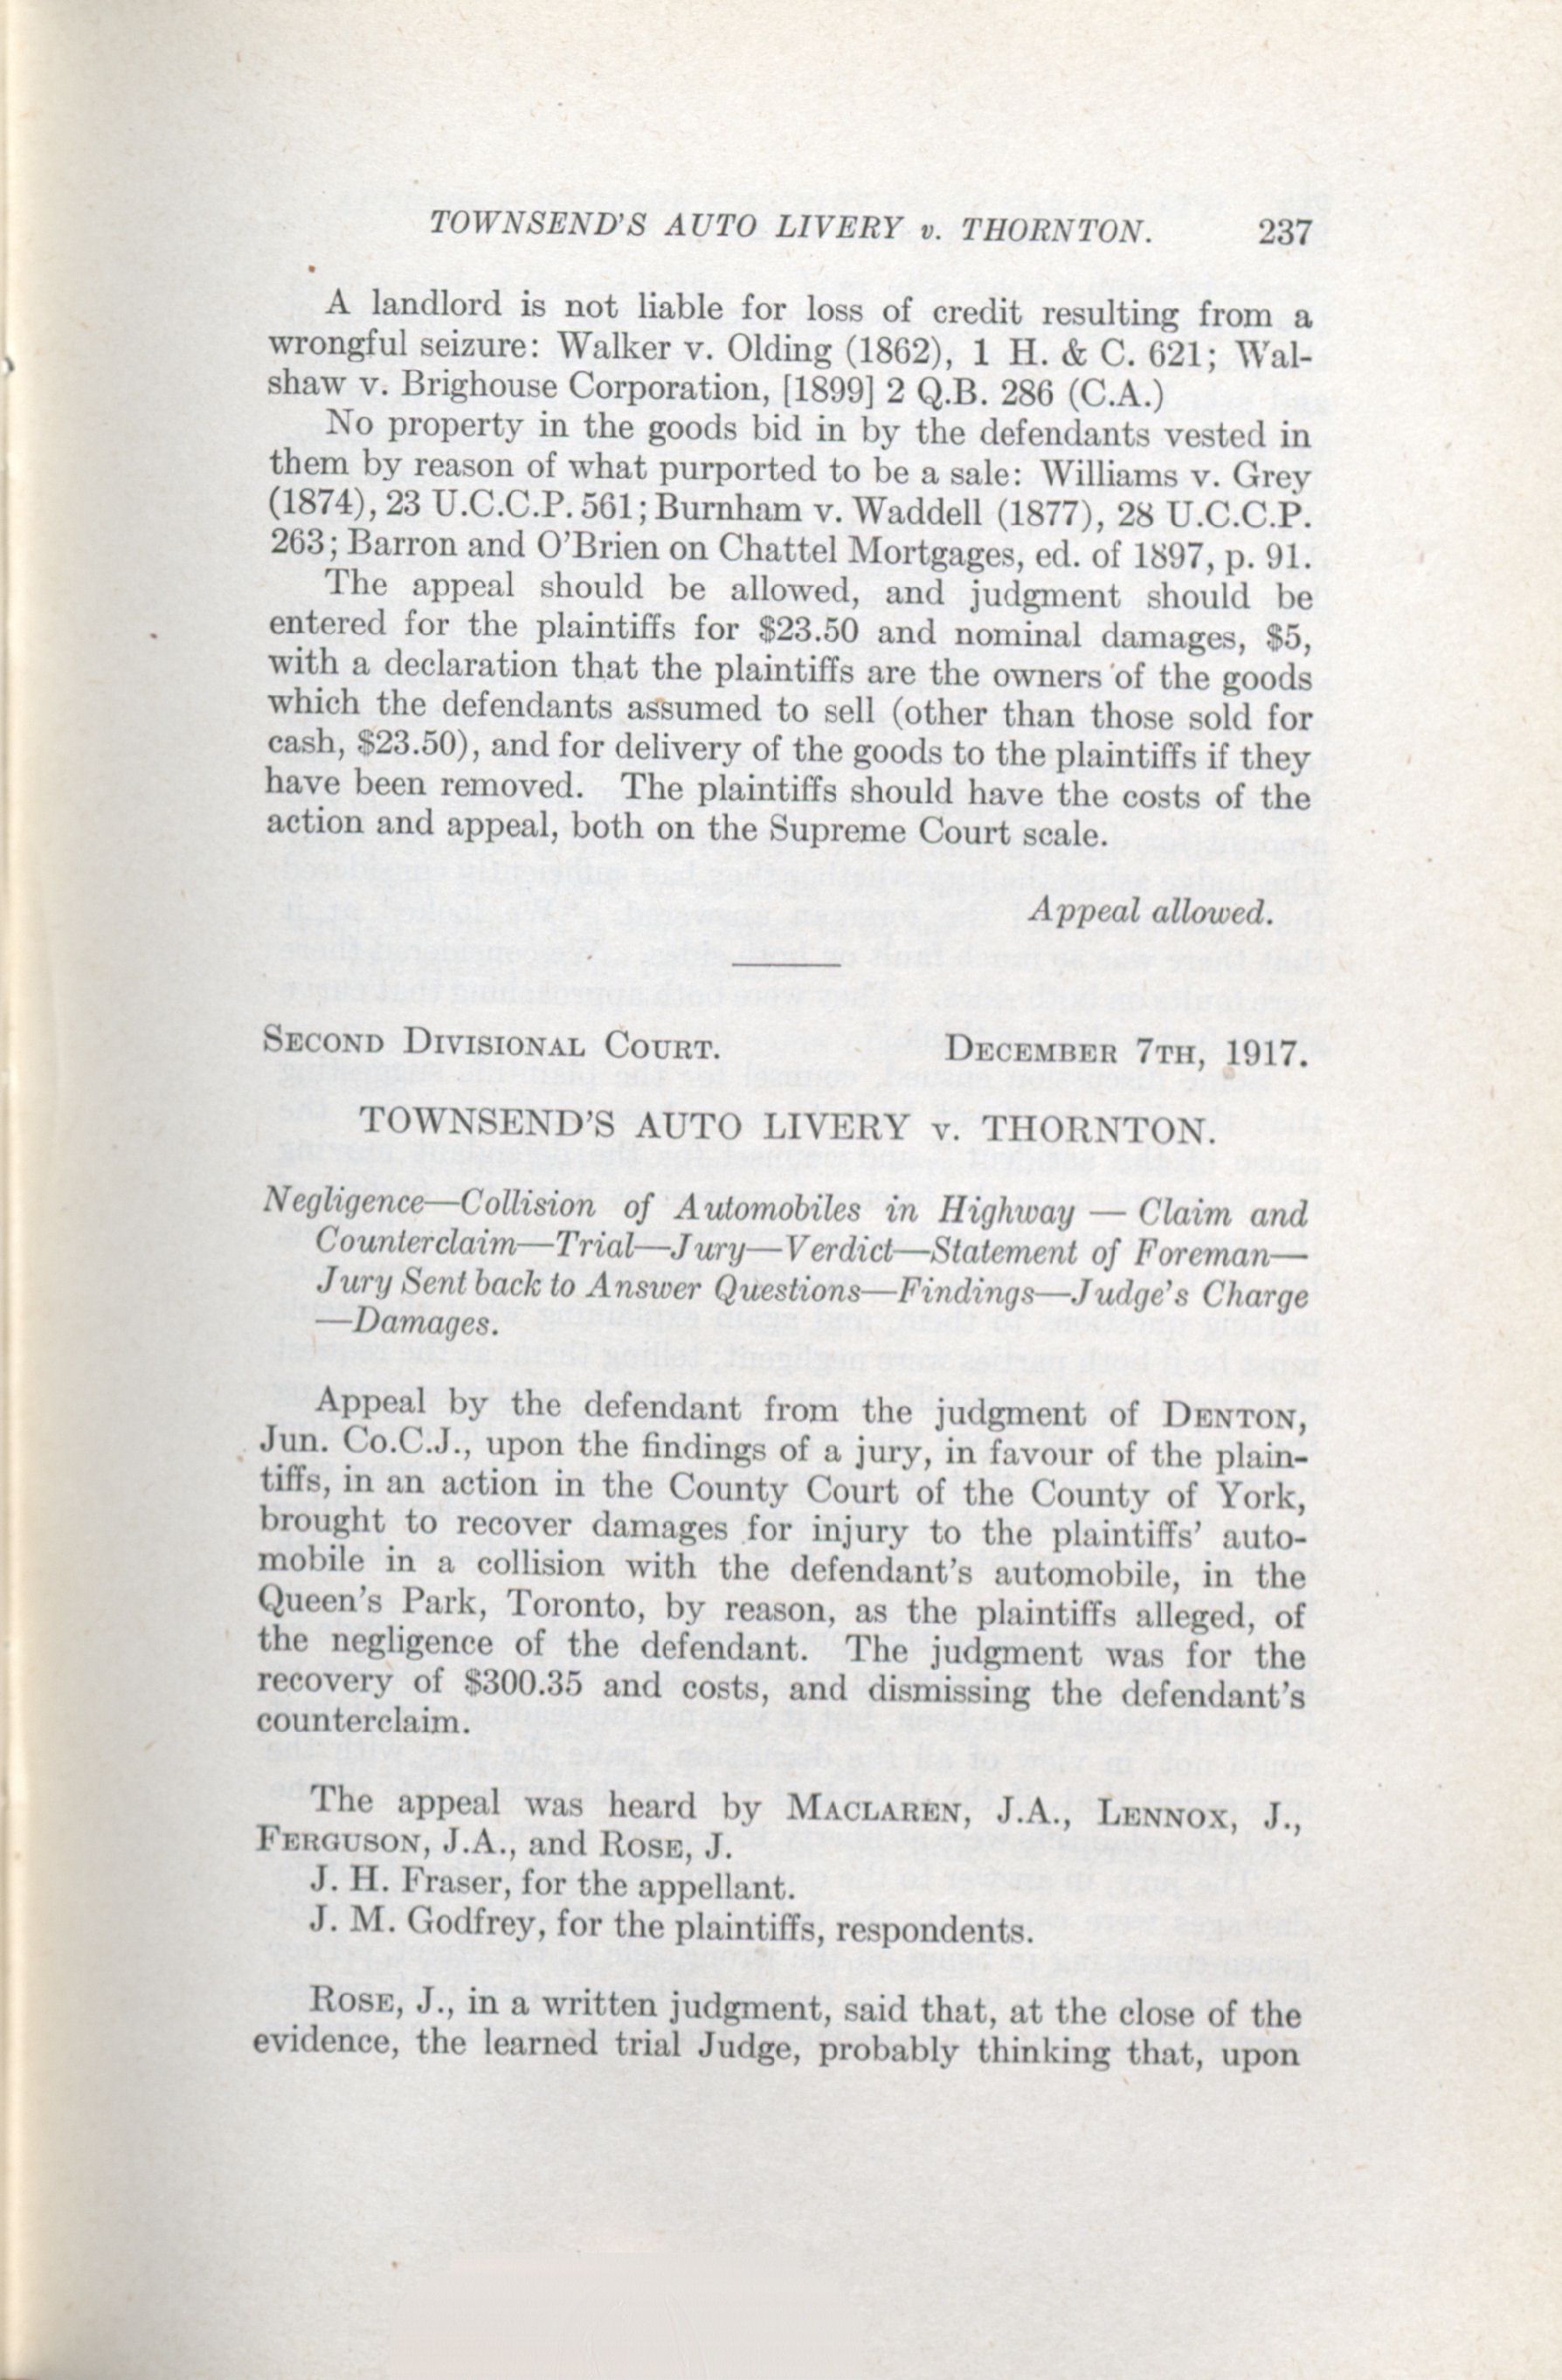 TOWNSEND'S AUTO LIVERY v. THORNTON. 237
A landlord is not liable for loss of credit resulting from a
wrongful seizure: Walker v. Olding (1862), 1 H. & C. 621; Wal-
shaw v. Brighouse Corporation, [1899] 2 Q.B. 286 (C.A.)
No property in the goods bid in by the defendants vested in
them by reason of what purported to be a sale: Williams v. Grey
(1874), 23 U.C.C.P. 561; Burnham v. Waddell (1877), 28 U.C.C.P.
263; Barron and O'Brien on Chattel Mortgages, ed. of 1897, p. 91.
The appeal should be allowed, and judgment should be
entered for the plaintiffs for $23.50 and nominal damages, $5,
with a declaration that the plaintiffs are the owners of the goods
which the defendants assumed to sell (other than those sold for
cash, $23.50), and for delivery of the goods to the plaintiffs if they
have been removed. The plaintiffs should have the costs of the
action and appeal, both on the Supreme Court scale.
Appeal allowed.
SECOND DIVISIONAL COURT. DECEMBER 7TH, 1917.
TOWNSEND'S AUTO LIVERY v. THORNTON.
Negligence—Collision of Automobiles in Highway — Claim and
Counterclaim—Trial—Jury—Verdict—Statement of Foreman—
Jury Sent back to Answer Questions—Findings—Judge's Charge
—Damages.
Appeal by the defendant from the judgment of DENTON,
Jun. Co.C.J., upon the findings of a jury, in favour of the plain-
tiffs, in an action in the County Court of the County of York,
brought to recover damages for injury to the plaintiffs' auto-
mobile in a collision with the defendant's automobile, in the
Queen's Park, Toronto, by reason, as the plaintiffs alleged, of
the negligence of the defendant. The judgment was for the
recovery of $300.35 and costs, and dismissing the defendant's
counterclaim.
The appeal was heard by MACLAREN, J.A., LENNOX, J.,
FERGUSON, J.A., and ROSE, J.
J. H. Fraser, for the appellant.
J. M. Godfrey, for the plaintiffs, respondents.
ROSE, J., in a written judgment, said that, at the close of the
evidence, the learned trial Judge, probably thinking that, upon